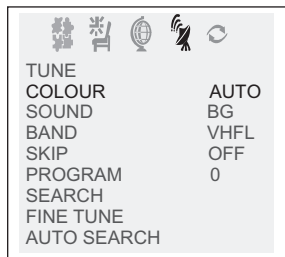 TUNE
COLOUR AUTO
SOUND BG
BAND VHFL
SKIP OFF
PROGRAM 0
SEARCH
FINE TUNE
AUTO SEARCH